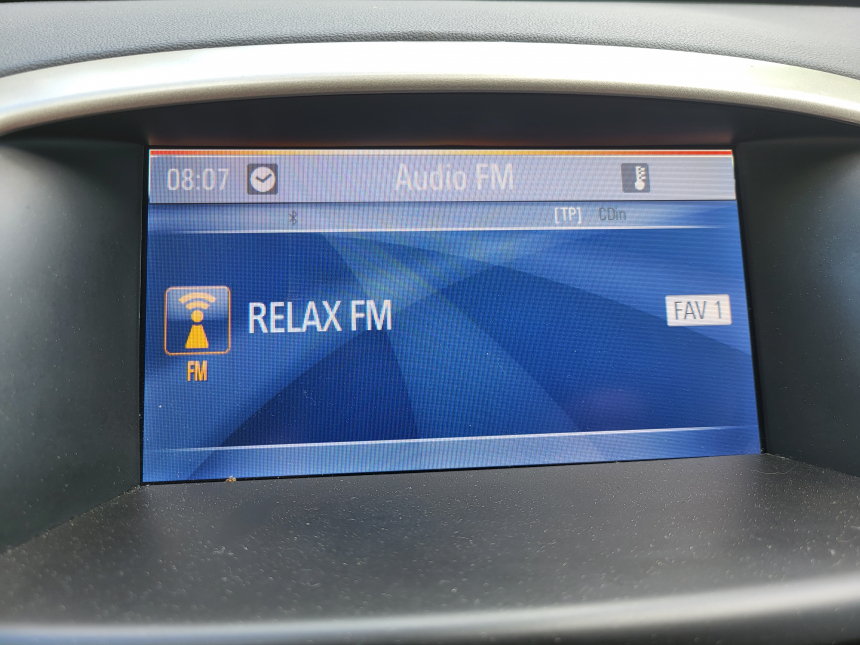 08:07 Audio FM
[TP] CDin
RELAX FM
FAV 1
FM